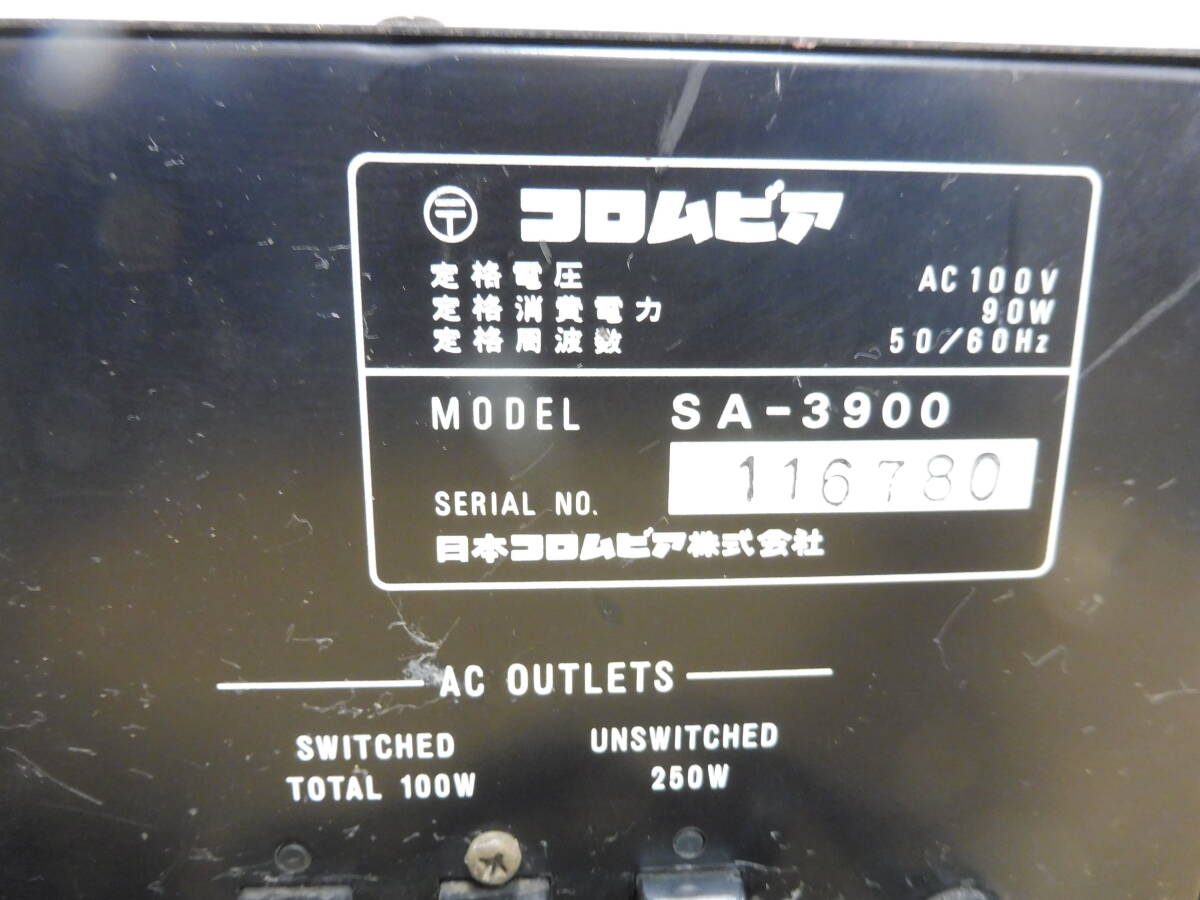 〶 コロムビア
定格電圧 AC100V
定格消費電力 90W
定格周波数 50/60Hz
MODEL SA-3900
SERIAL NO. 116780
日本コロムビア株式会社
AC OUTLETS
SWITCHED UNSWITCHED
TOTAL 100W 250W